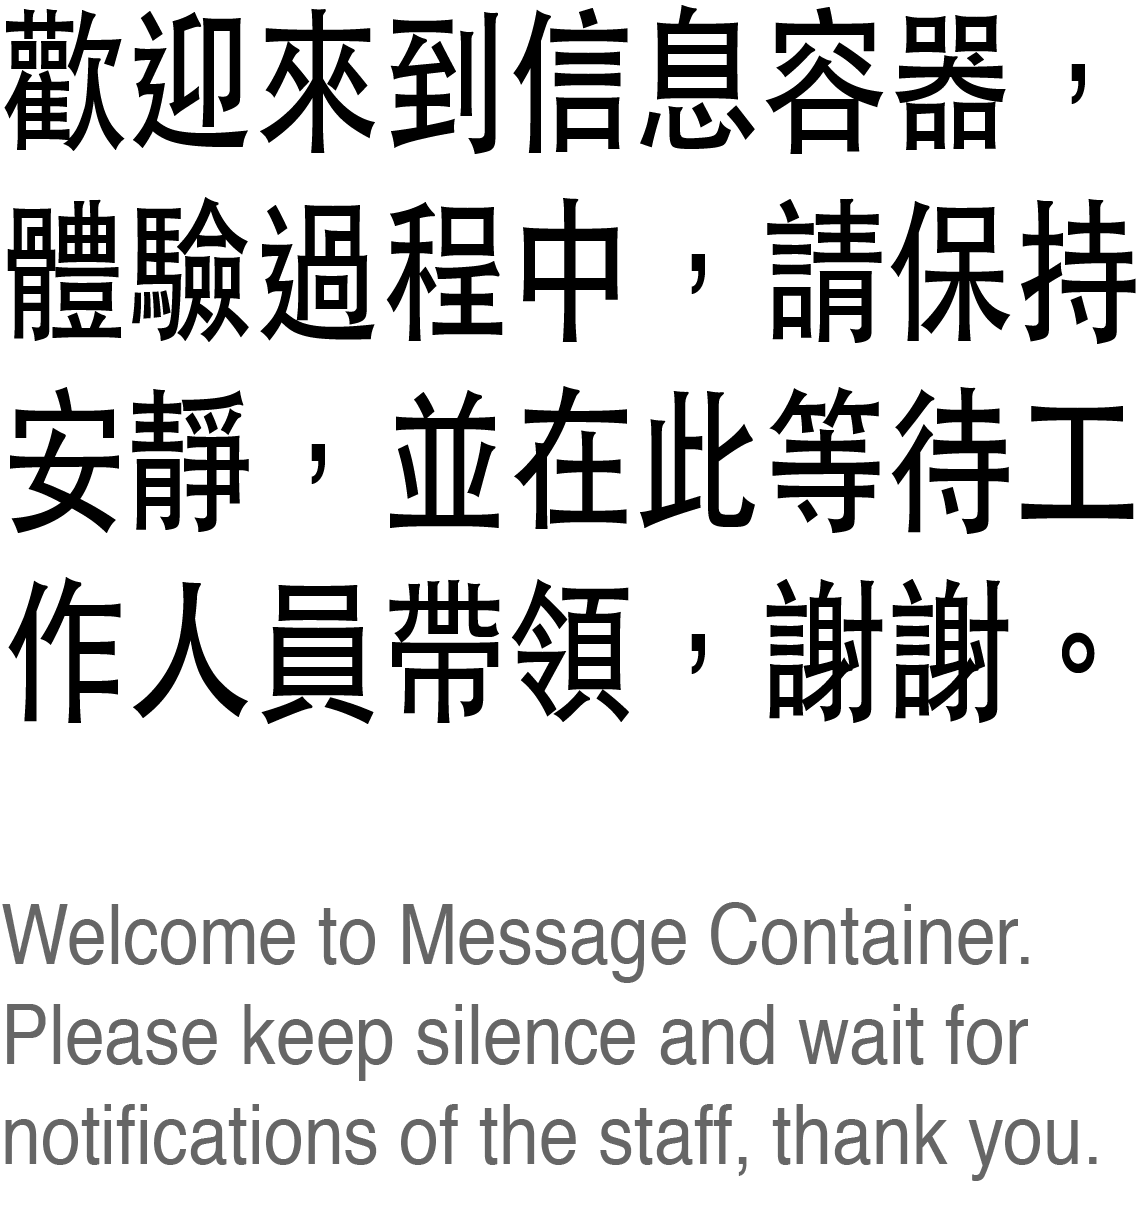 歡迎來到信息容器，
體驗過程中，請保持
安靜，並在此等待工
作人員帶領，謝謝。
Welcome to Message Container.
Please keep silence and wait for
notifications of the staff, thank you.